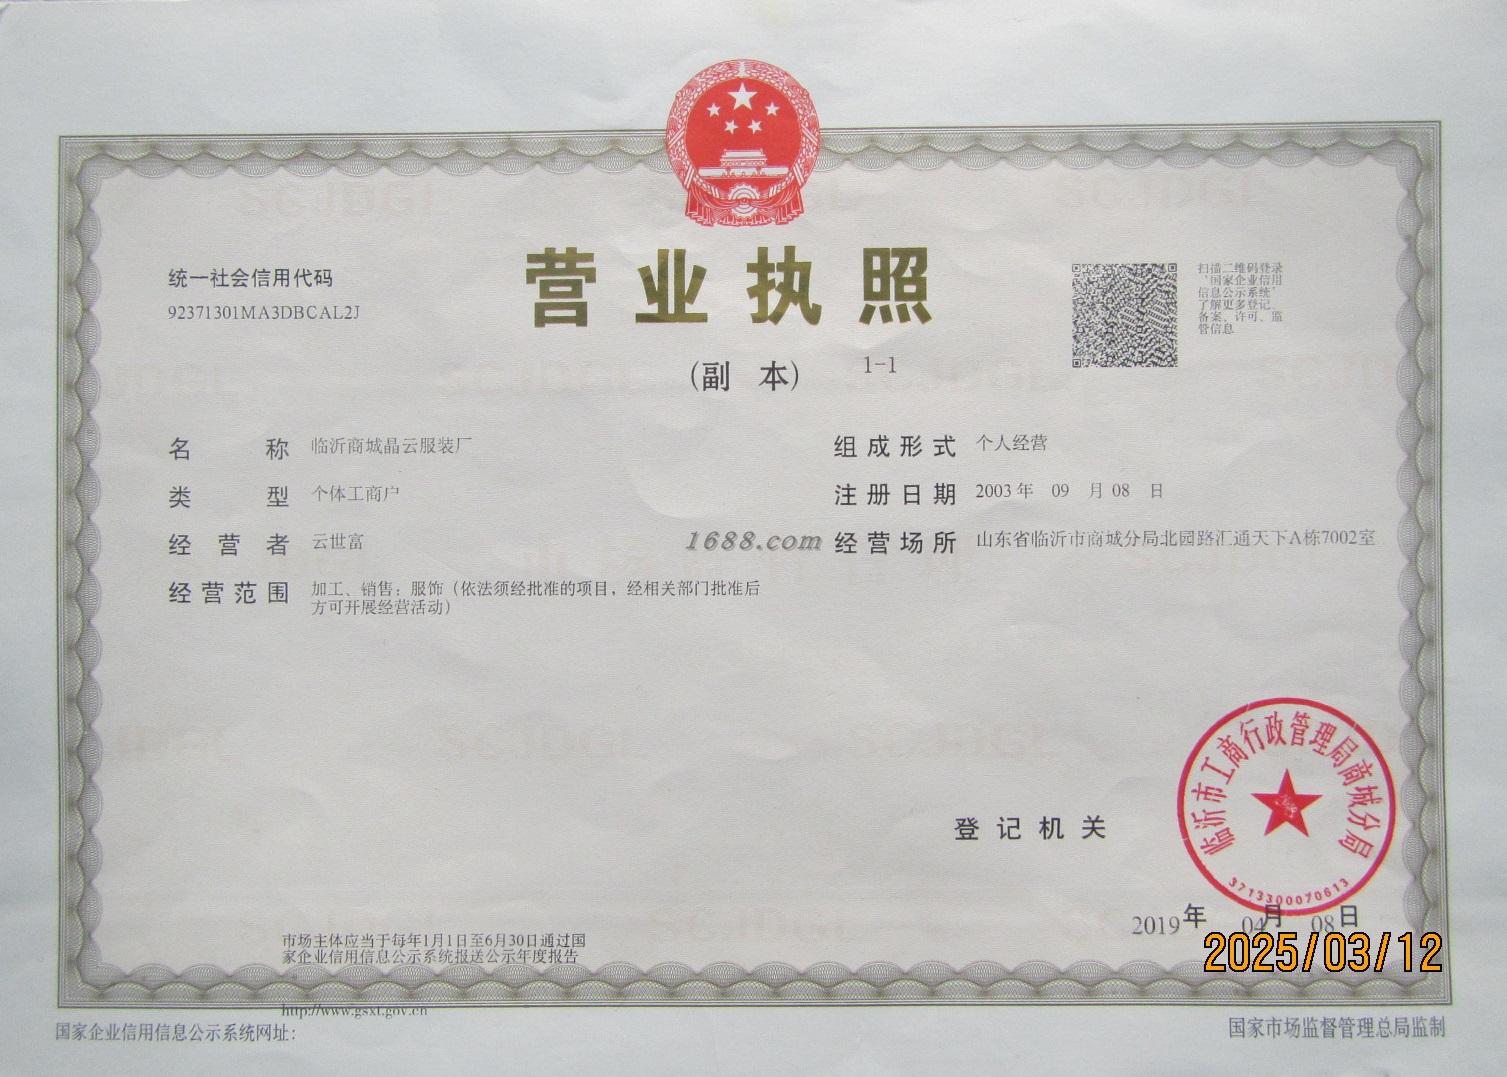 营业执照
(副 本) 1-1
统一社会信用代码
92371301MA3DBCAL2J
扫描二维码登录
“国家企业信用
信息公示系统”
了解更多登记、
备案、许可、监
管信息
名 称 临沂商城晶云服装厂
类 型 个体工商户
经 营 者 云世富
经营范围 加工、销售：服饰（依法须经批准的项目，经相关部门批准后
方可开展经营活动）
组成形式 个人经营
注册日期 2003年 09 月08 日
经营场所 山东省临沂市商城分局北园路汇通天下A栋7002室
1688.com
登记机关
临沂市工商行政管理局商城分局
3713300070613
2019年 04月 08日
2025/03/12
市场主体应当于每年1月1日至6月30日通过国
家企业信用信息公示系统报送公示年度报告
http://www.gsxt.gov.cn
国家企业信用信息公示系统网址：
国家市场监督管理总局监制